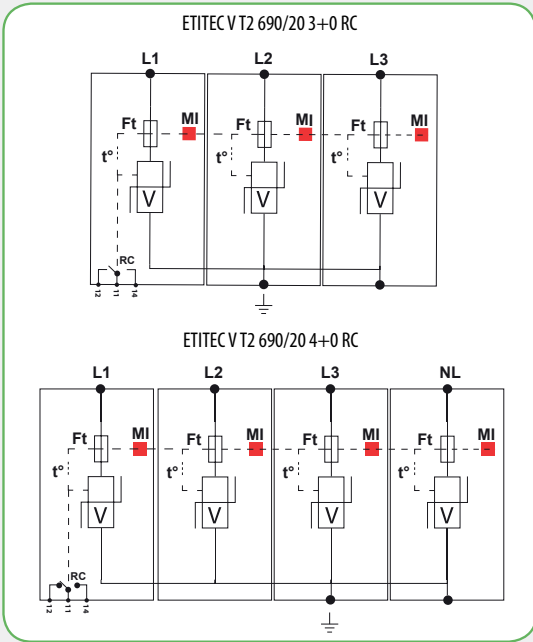 ETITEC V T2 690/20 3+0 RC
L1 L2 L3
Ft MI Ft MI Ft MI
t° t° t°
V V V
RC
12 11 14
ETITEC V T2 690/20 4+0 RC
L1 L2 L3 NL
Ft MI Ft MI Ft MI Ft MI
t° t° t° t°
V V V V
RC
12 11 14